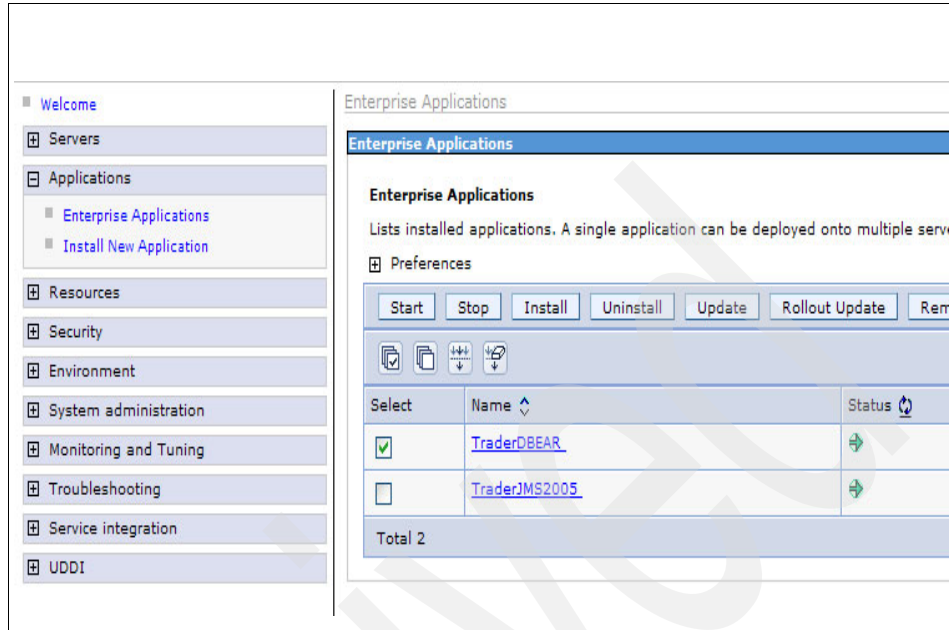 Welcome
Servers
Applications
Enterprise Applications
Install New Application
Resources
Security
Environment
System administration
Monitoring and Tuning
Troubleshooting
Service integration
UDDI
Enterprise Applications
Enterprise Applications
Enterprise Applications
Lists installed applications. A single application can be deployed onto multiple serve
Preferences
Start Stop Install Uninstall Update Rollout Update Rem
Select Name Status
TraderDBEAR
TraderJMS2005
Total 2